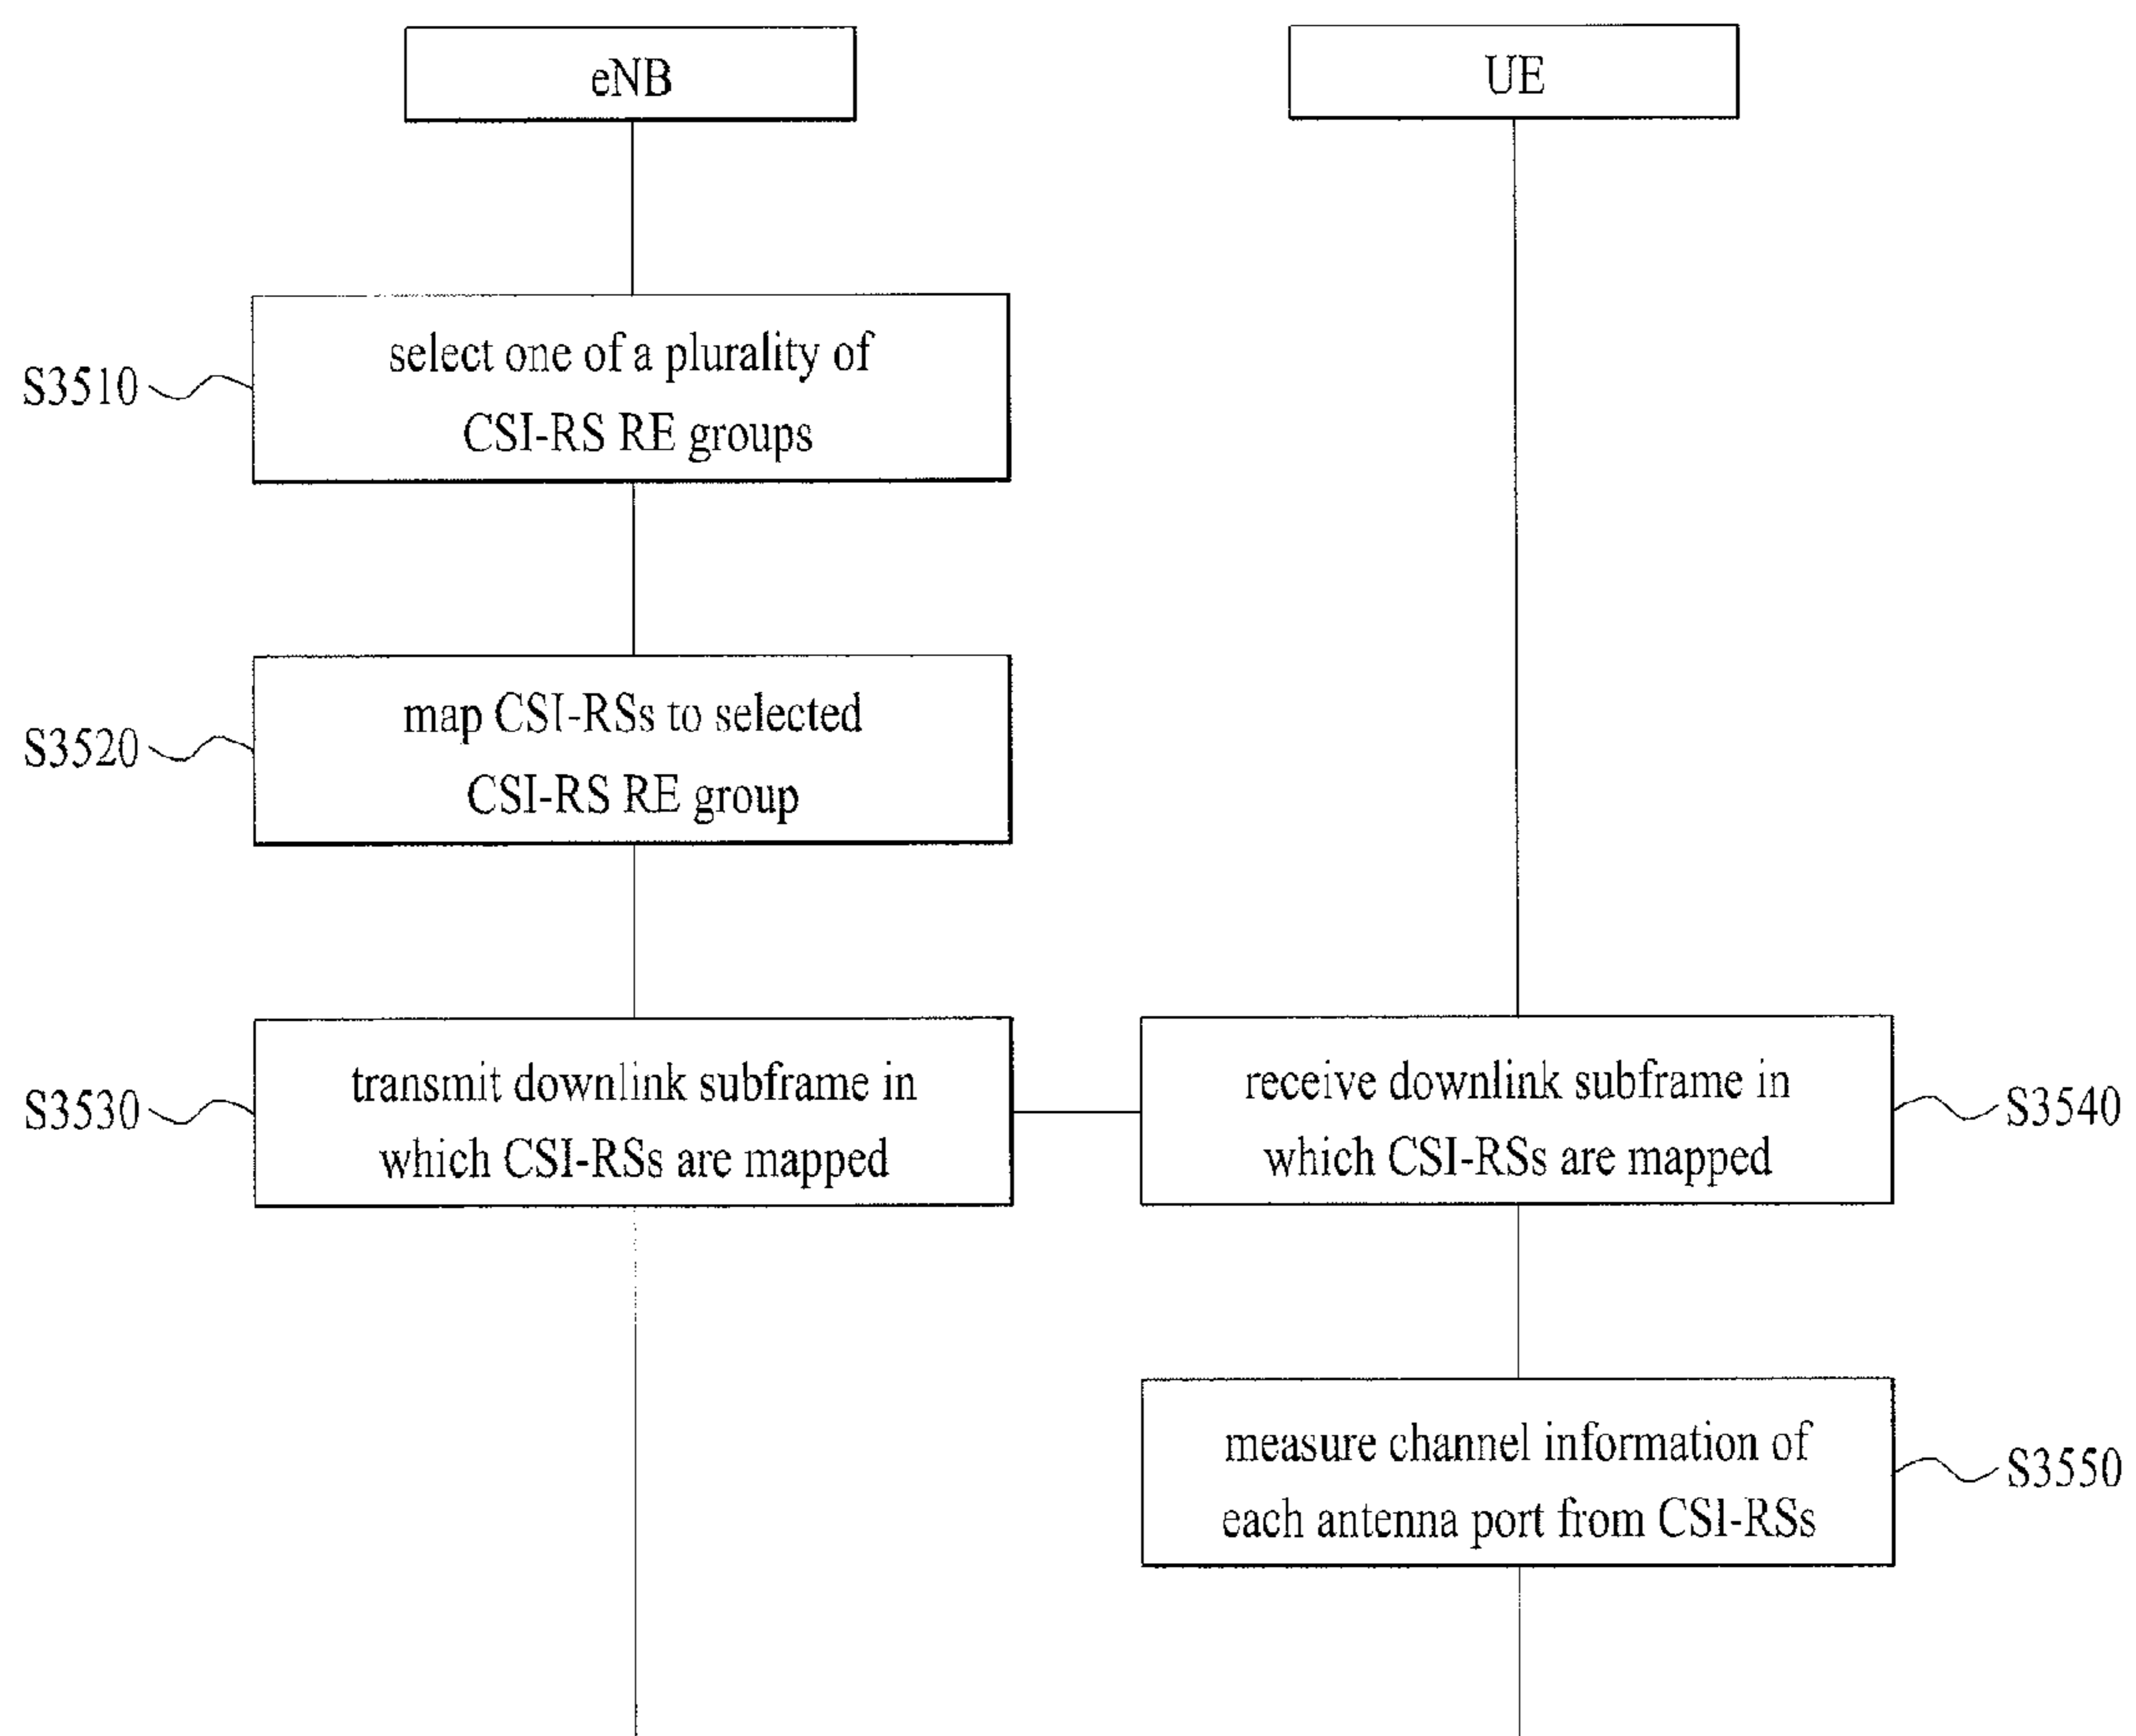 eNB
UE
S3510
select one of a plurality of
CSI-RS RE groups
S3520
map CSI-RSs to selected
CSI-RS RE group
S3530
transmit downlink subframe in
which CSI-RSs are mapped
receive downlink subframe in
which CSI-RSs are mapped
S3540
measure channel information of
each antenna port from CSI-RSs
S3550